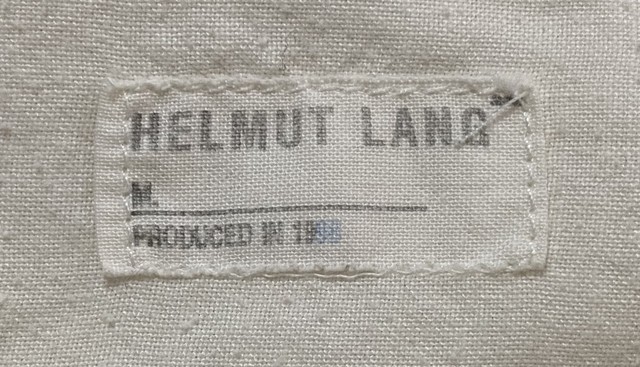 HELMUT LANG
M.
PRODUCED IN